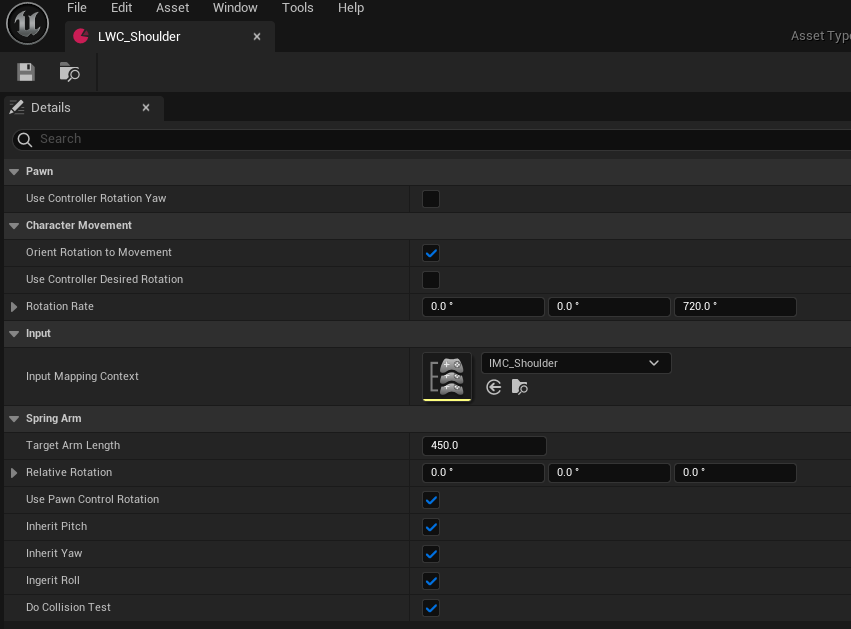 File Edit Asset Window Tools Help
LWC_Shoulder
Asset Type
Details
Search
Pawn
Use Controller Rotation Yaw
Character Movement
Orient Rotation to Movement
Use Controller Desired Rotation
Rotation Rate 0.0 ° 0.0 ° 720.0 °
Input
Input Mapping Context IMC_Shoulder
Spring Arm
Target Arm Length 450.0
Relative Rotation 0.0 ° 0.0 ° 0.0 °
Use Pawn Control Rotation
Inherit Pitch
Inherit Yaw
Ingerit Roll
Do Collision Test